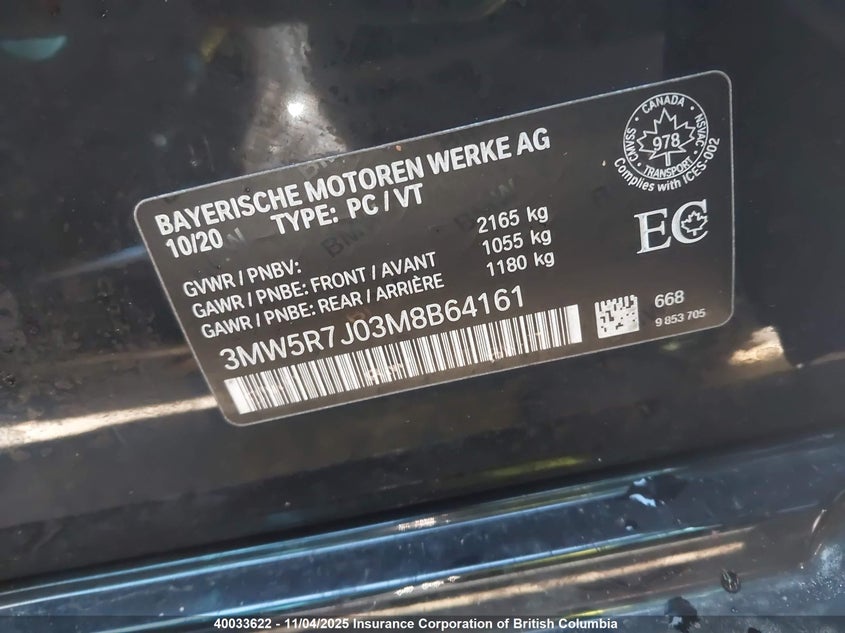 BAYERISCHE MOTOREN WERKE AG
10/20 TYPE: PC / VT
GVWR / PNBV: 2165 kg
GAWR / PNBE: FRONT / AVANT 1055 kg
GAWR / PNBE: REAR / ARRIÈRE 1180 kg
3MW5R7J03M8B64161
CANADA
CMVSS
978
NSVAC
TRANSPORT
Complies with ICES-002
EC
668
9 853 705
40033622 - 11/04/2025 Insurance Corporation of British Columbia